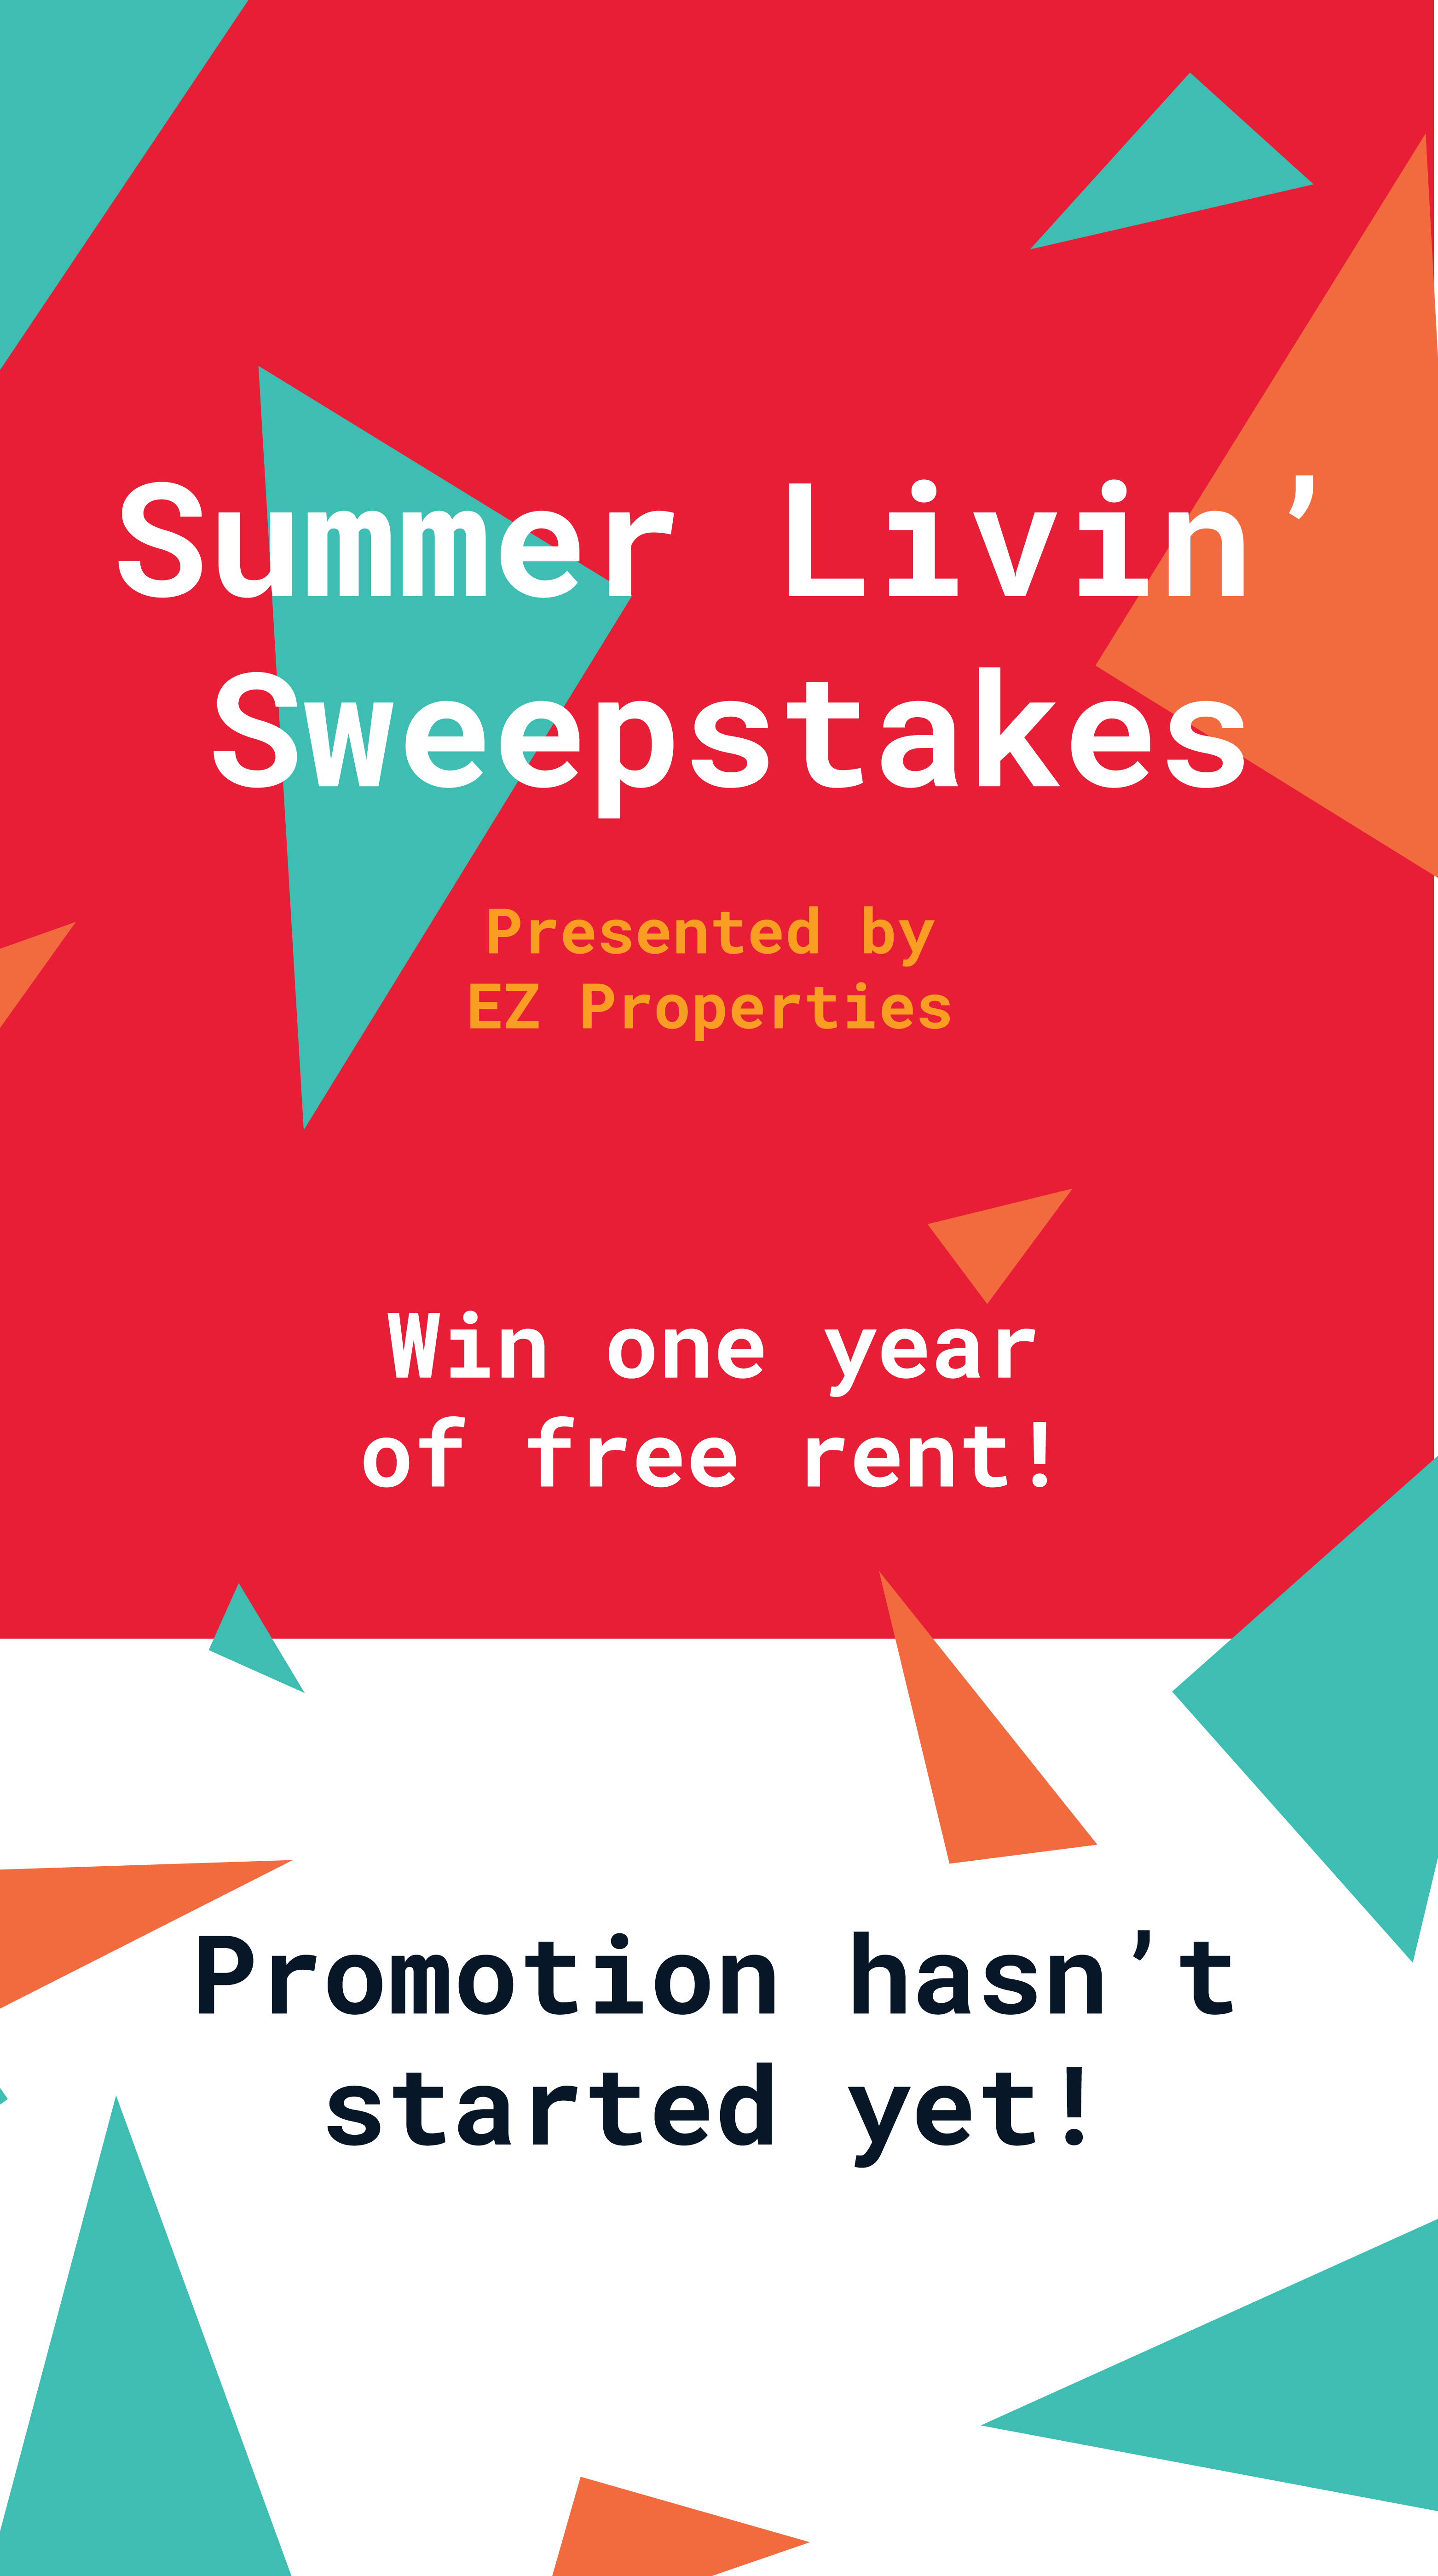 Summer Livin’
Sweepstakes
Presented by
EZ Properties
Win one year
of free rent!
Promotion hasn’t
started yet!